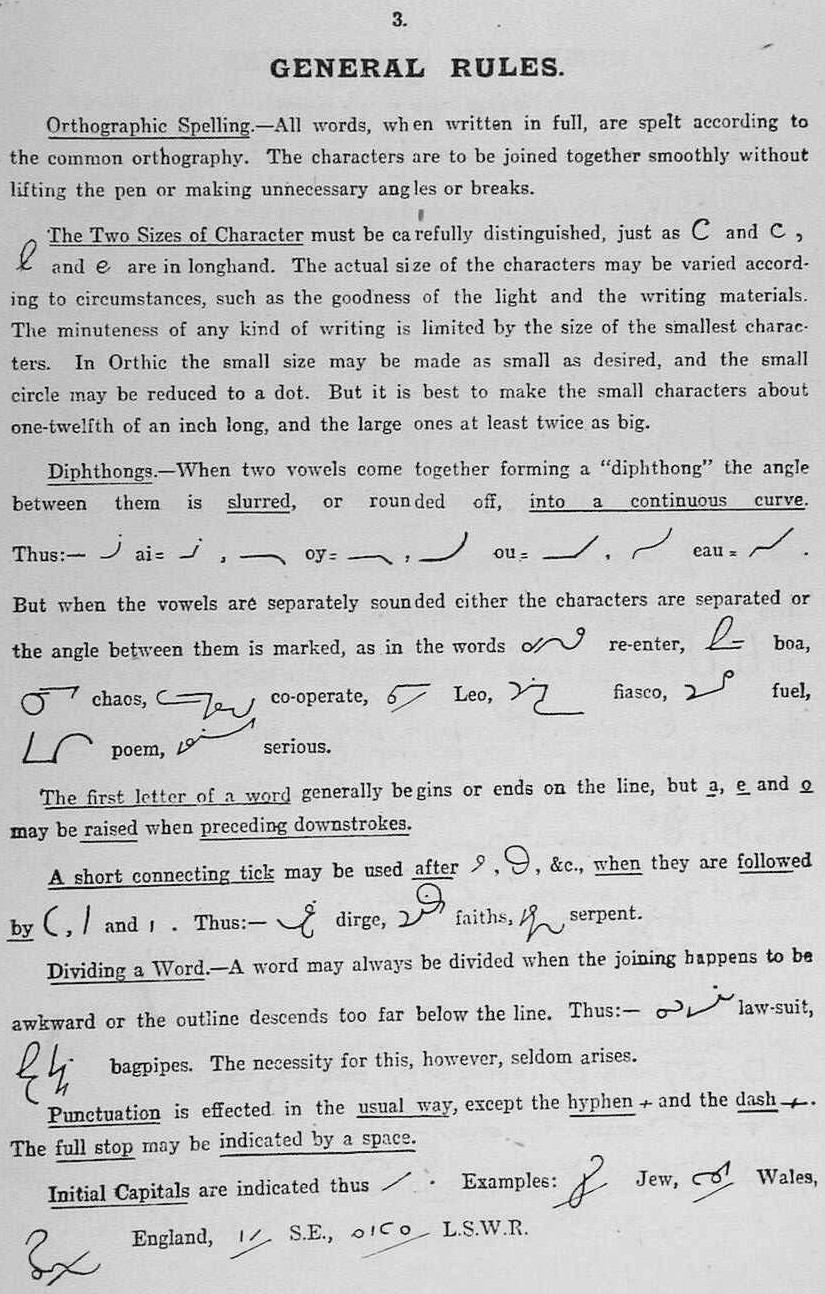 3.
GENERAL RULES.
Orthographic Spelling.—All words, when written in full, are spelt according to
the common orthography. The characters are to be joined together smoothly without
lifting the pen or making unnecessary angles or breaks.
The Two Sizes of Character must be carefully distinguished, just as C and c,
l and e are in longhand. The actual size of the characters may be varied accord-
ing to circumstances, such as the goodness of the light and the writing materials.
The minuteness of any kind of writing is limited by the size of the smallest charac-
ters. In Orthic the small size may be made as small as desired, and the small
circle may be reduced to a dot. But it is best to make the small characters about
one-twelfth of an inch long, and the large ones at least twice as big.
Diphthongs.—When two vowels come together forming a "diphthong" the angle
between them is slurred, or rounded off, into a continuous curve.
Thus:— ai= , oy= , ou= , eau = .
But when the vowels are separately sounded either the characters are separated or
the angle between them is marked, as in the words re-enter, boa,
chaos, co-operate, Leo, fiasco, fuel,
poem, serious.
The first letter of a word generally begins or ends on the line, but a, e and o
may be raised when preceding downstrokes.
A short connecting tick may be used after , , &c., when they are followed
by , and . Thus:— dirge, faiths, serpent.
Dividing a Word.—A word may always be divided when the joining happens to be
awkward or the outline descends too far below the line. Thus:— law-suit,
bagpipes. The necessity for this, however, seldom arises.
Punctuation is effected in the usual way, except the hyphen and the dash .
The full stop may be indicated by a space.
Initial Capitals are indicated thus . Examples: Jew, Wales,
England, S.E., L.S.W.R.